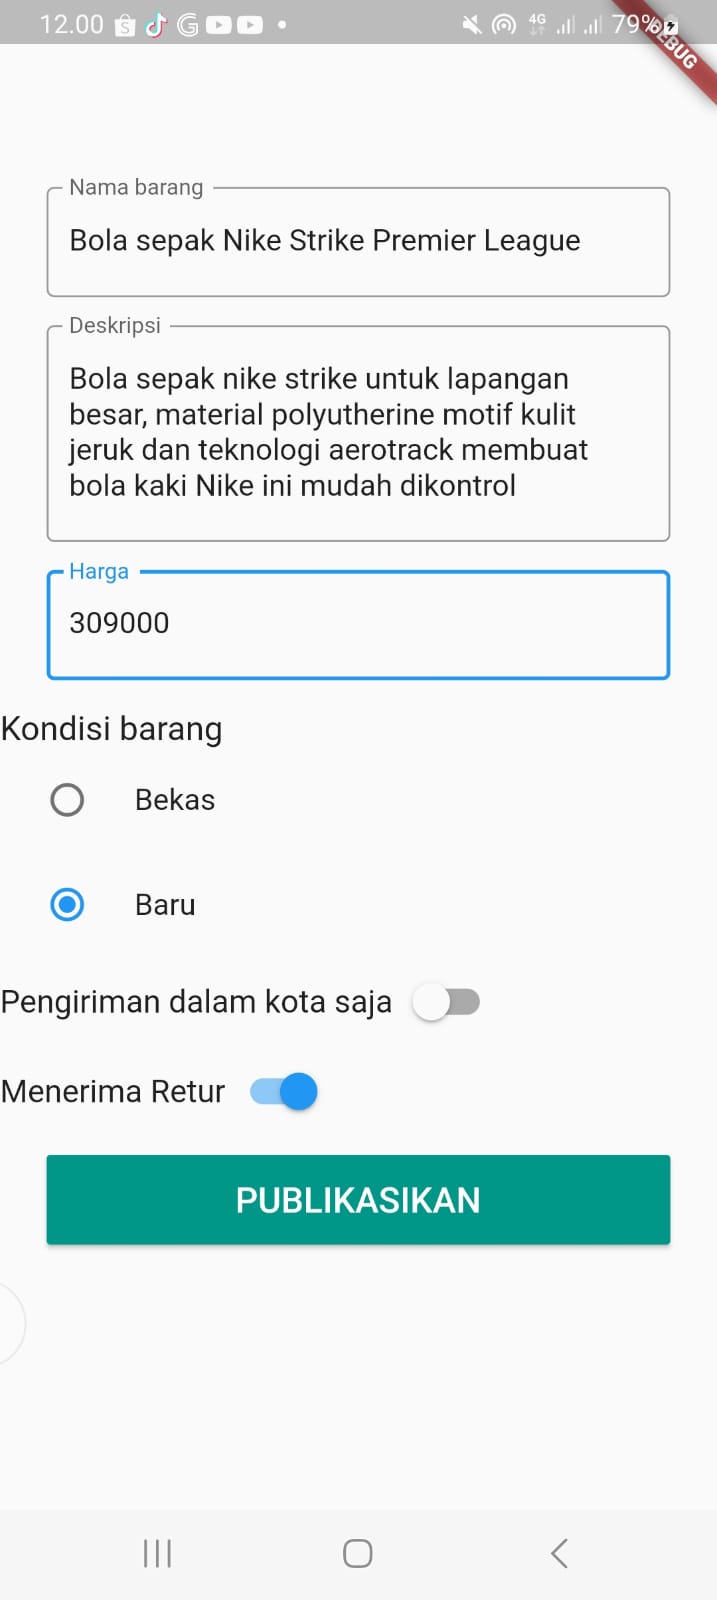 12.00
4G
79%
DEBUG
Nama barang
Bola sepak Nike Strike Premier League
Deskripsi
Bola sepak nike strike untuk lapangan
besar, material polyutherine motif kulit
jeruk dan teknologi aerotrack membuat
bola kaki Nike ini mudah dikontrol
Harga
309000
Kondisi barang
Bekas
Baru
Pengiriman dalam kota saja
Menerima Retur
PUBLIKASIKAN